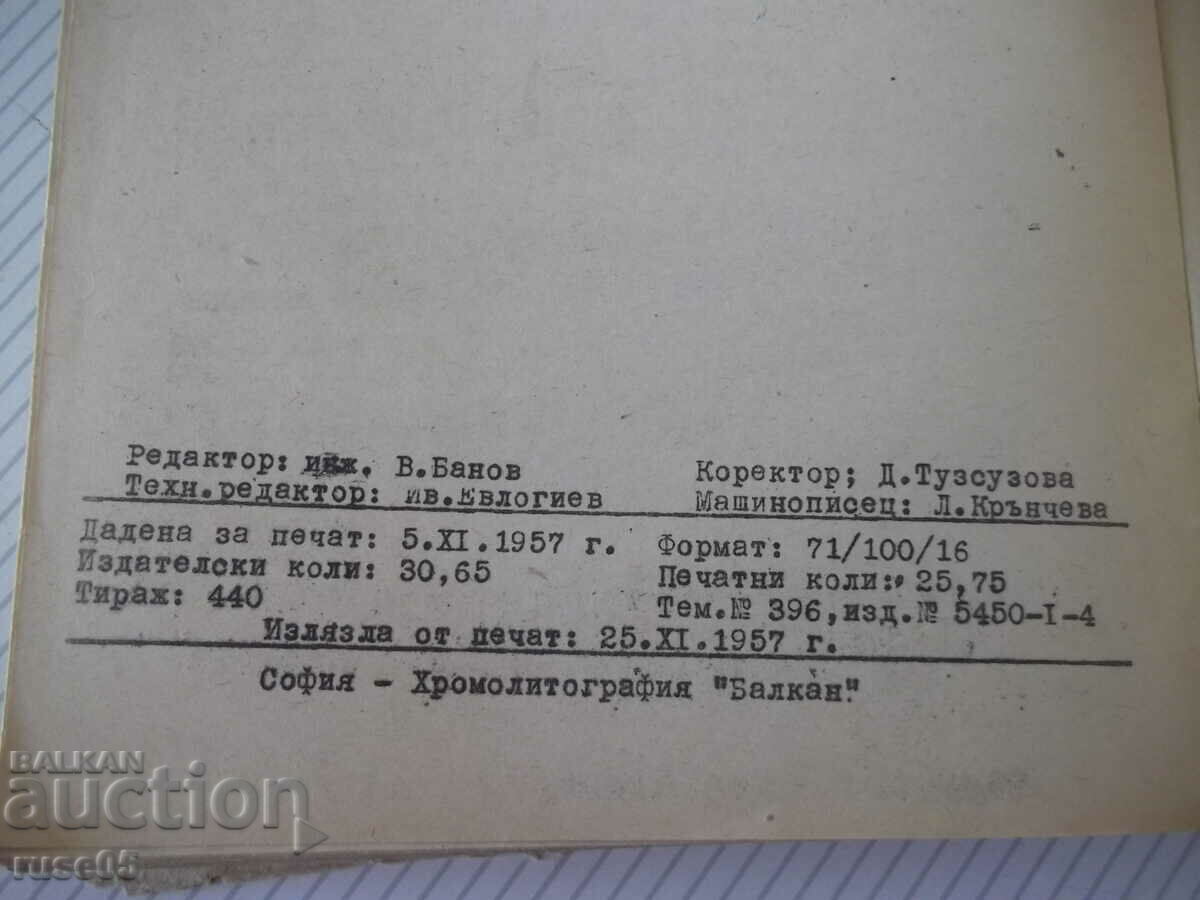 Редактор: инж. В.Банов Коректор; Д.Тузсузова
Техн.редактор: Ив.Евлогиев Машинописец: Л.Крънчева
Дадена за печат: 5.XI.1957 г. Формат: 71/100/16
Издателски коли: 30,65 Печатни коли: 25,75
Тираж: 440 Тем.№ 396,изд.№ 5450-I-4
Излязла от печат: 25.XI.1957 г.
София - Хромолитография "Балкан"
BALKAN
auction
ruse05